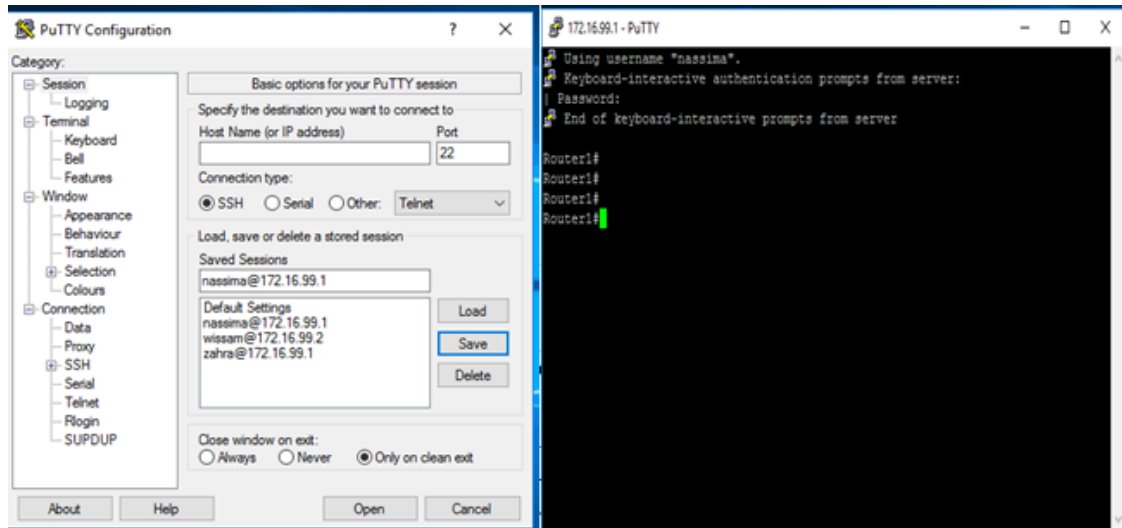 PuTTY Configuration
?
Category:
Session
Logging
Terminal
Keyboard
Bell
Features
Window
Appearance
Behaviour
Translation
Selection
Colours
Connection
Data
Proxy
SSH
Serial
Telnet
Rlogin
SUPDUP
Basic options for your PuTTY session
Specify the destination you want to connect to
Host Name (or IP address) Port
22
Connection type:
SSH Serial Other: Telnet
Load, save or delete a stored session
Saved Sessions
nassima@172.16.99.1
Default Settings
nassima@172.16.99.1
wissam@172.16.99.2
zahra@172.16.99.1
Load
Save
Delete
Close window on exit:
Always Never Only on clean exit
About Help Open Cancel
172.16.99.1 - PuTTY
Using username "nassima".
Keyboard-interactive authentication prompts from server:
| Password:
End of keyboard-interactive prompts from server
Router1#
Router1#
Router1#
Router1#